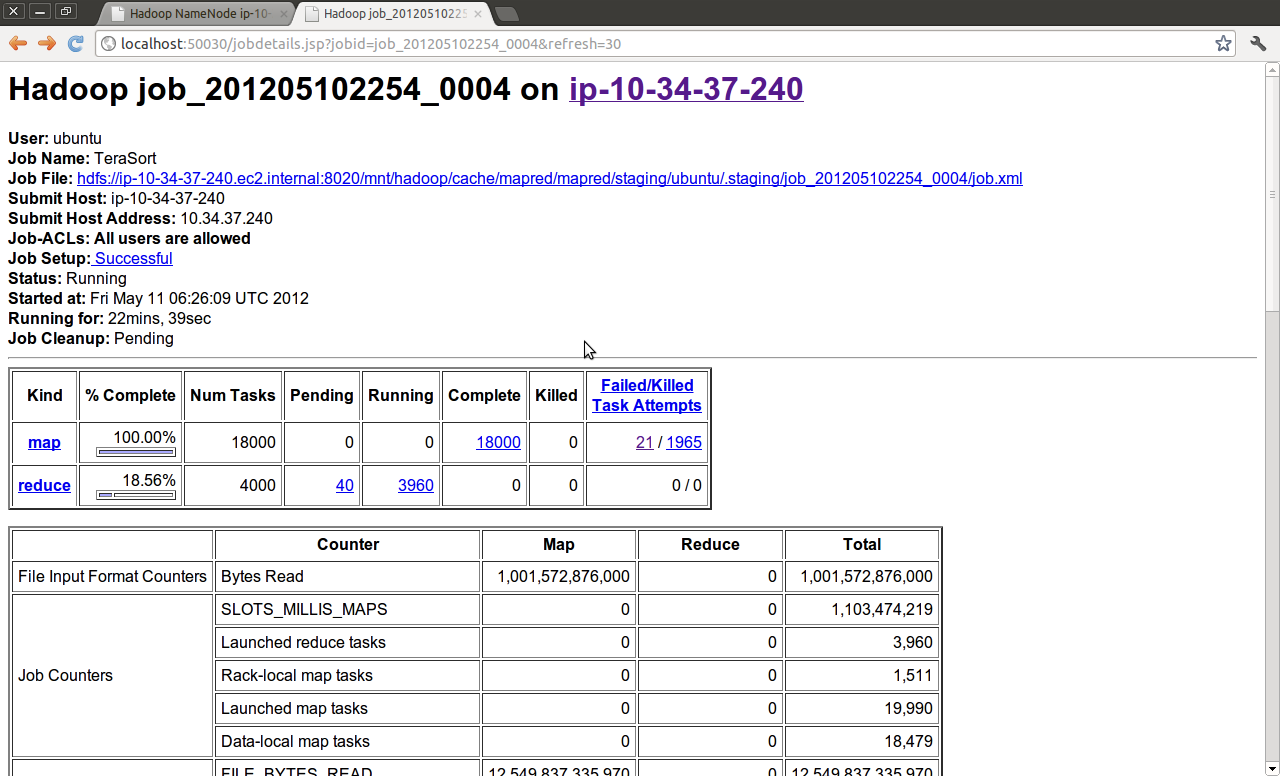 Hadoop NameNode ip-10-
Hadoop job_20120510225
localhost:50030/jobdetails.jsp?jobid=job_201205102254_0004&refresh=30
Hadoop job_201205102254_0004 on ip-10-34-37-240
User: ubuntu
Job Name: TeraSort
Job File: hdfs://ip-10-34-37-240.ec2.internal:8020/mnt/hadoop/cache/mapred/mapred/staging/ubuntu/.staging/job_201205102254_0004/job.xml
Submit Host: ip-10-34-37-240
Submit Host Address: 10.34.37.240
Job-ACLs: All users are allowed
Job Setup: Successful
Status: Running
Started at: Fri May 11 06:26:09 UTC 2012
Running for: 22mins, 39sec
Job Cleanup: Pending
Kind % Complete Num Tasks Pending Running Complete Killed Failed/Killed Task Attempts
map 100.00% 18000 0 0 18000 0 21 / 1965
reduce 18.56% 4000 40 3960 0 0 0 / 0
Counter Map Reduce Total
File Input Format Counters Bytes Read 1,001,572,876,000 0 1,001,572,876,000
Job Counters SLOTS_MILLIS_MAPS 0 0 1,103,474,219
Launched reduce tasks 0 0 3,960
Rack-local map tasks 0 0 1,511
Launched map tasks 0 0 19,990
Data-local map tasks 0 0 18,479
FILE_BYTES_READ 12,549,837,335,970 0 12,549,837,335,970